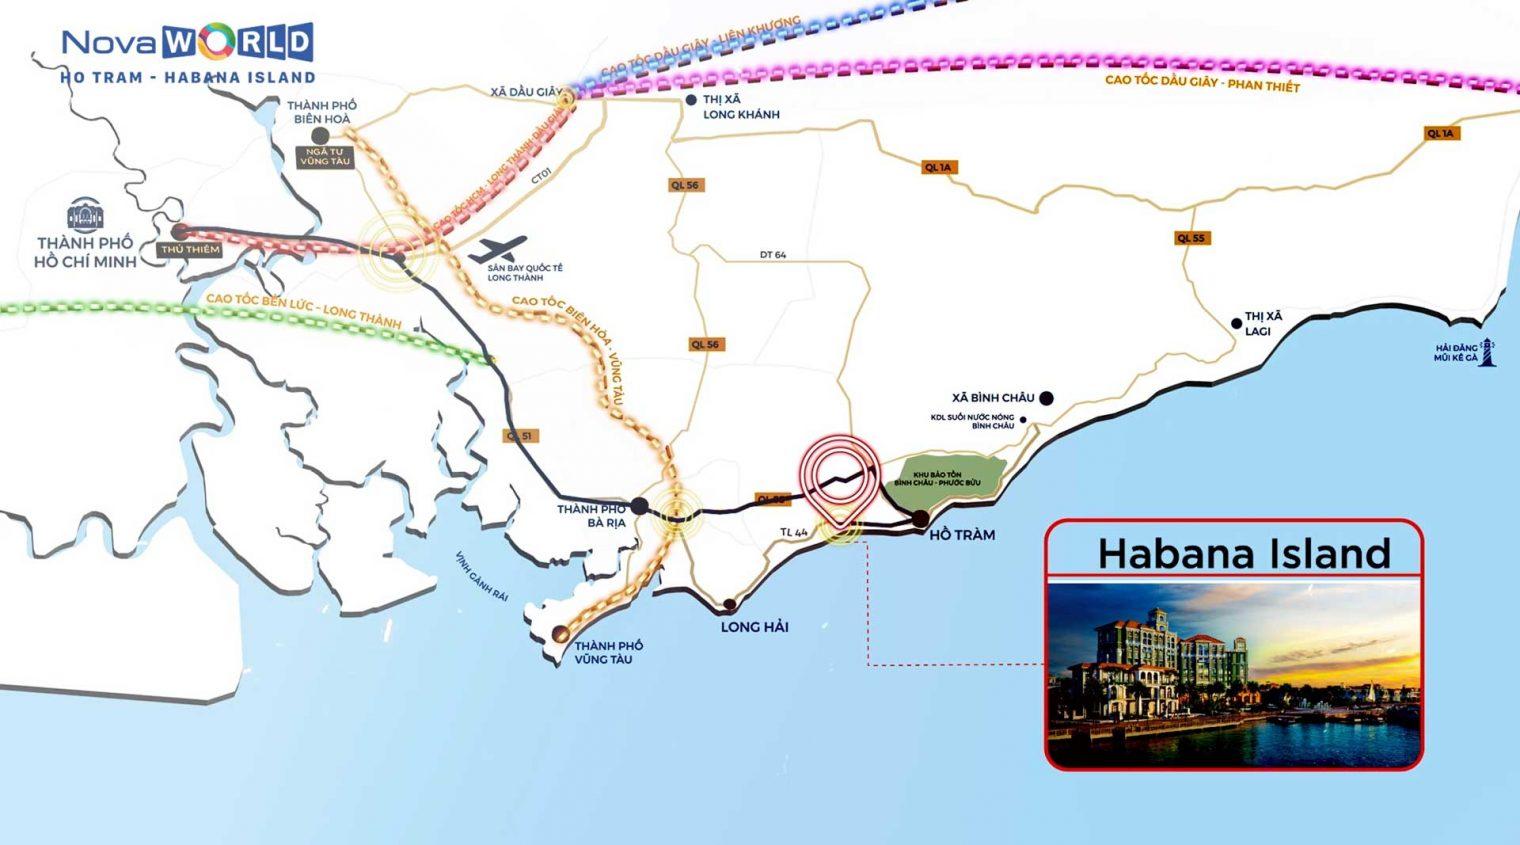 NovaWORLD
HO TRAM - HABANA ISLAND
CAO TỐC DẦU GIÂY - LIÊN KHƯƠNG
CAO TỐC DẦU GIÂY - PHAN THIẾT
XÃ DẦU GIÂY
THỊ XÃ
LONG KHÁNH
THÀNH PHỐ
BIÊN HOÀ
NGÃ TƯ
VŨNG TÀU
QL 1A
QL 1A
CAO TỐC HCM - LONG THÀNH DẦU GIÂY
CT01
QL 56
THÀNH PHỐ
HỒ CHÍ MINH
THỦ THIÊM
SÂN BAY QUỐC TẾ
LONG THÀNH
DT 64
QL 55
CAO TỐC BẾN LỨC - LONG THÀNH
CAO TỐC BIÊN HÒA - VŨNG TÀU
THỊ XÃ
LAGI
QL 56
HẢI ĐĂNG
MŨI KÊ GÀ
XÃ BÌNH CHÂU
KDL SUỐI NƯỚC NÓNG
BÌNH CHÂU
QL 51
KHU BẢO TỒN
BÌNH CHÂU - PHƯỚC BỬU
THÀNH PHỐ
BÀ RỊA
TL 44
HỒ TRÀM
VỊNH GÀNH RÁI
LONG HẢI
THÀNH PHỐ
VŨNG TÀU
Habana Island